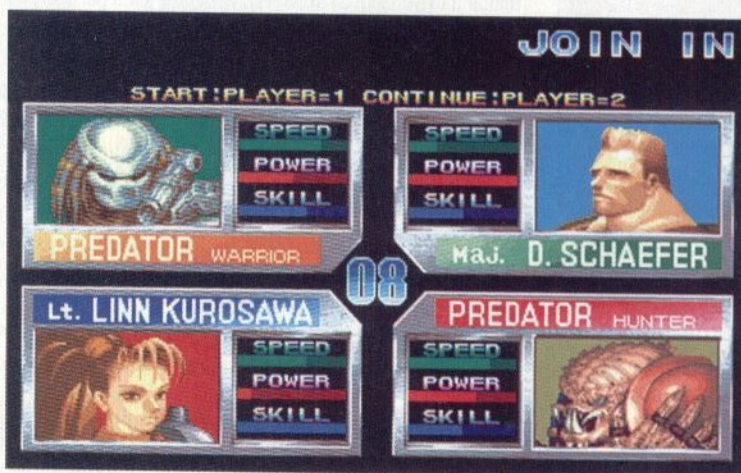 JOIN IN
START:PLAYER=1 CONTINUE:PLAYER=2
SPEED
POWER
SKILL
PREDATOR WARRIOR
SPEED
POWER
SKILL
Maj. D. SCHAEFER
08
Lt. LINN KUROSAWA
SPEED
POWER
SKILL
PREDATOR HUNTER
SPEED
POWER
SKILL